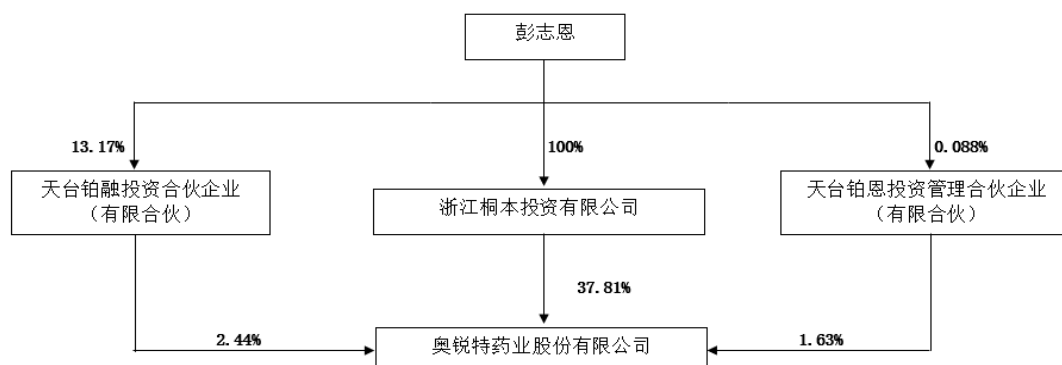 彭志恩
13.17%
100%
0.088%
天台铂融投资合伙企业
（有限合伙）
浙江桐本投资有限公司
天台铂恩投资管理合伙企业
（有限合伙）
37.81%
2.44%
奥锐特药业股份有限公司
1.63%